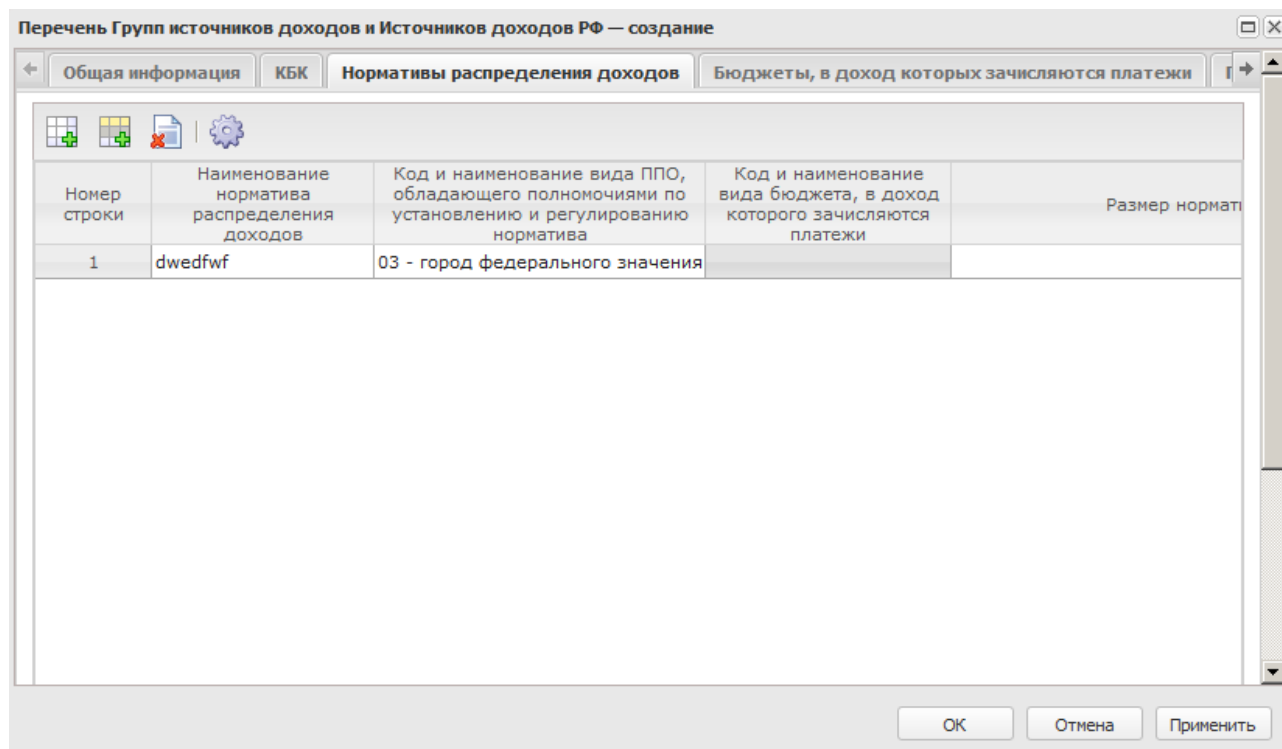 Перечень Групп источников доходов и Источников доходов РФ — создание
Общая информация КБК Нормативы распределения доходов Бюджеты, в доход которых зачисляются платежи
Номер строки
Наименование
норматива
распределения
доходов
Код и наименование вида ППО,
обладающего полномочиями по
установлению и регулированию
норматива
Код и наименование
вида бюджета, в доход
которого зачисляются
платежи
Размер нормати
1 dwedfwf 03 - город федерального значения
ОК Отмена Применить